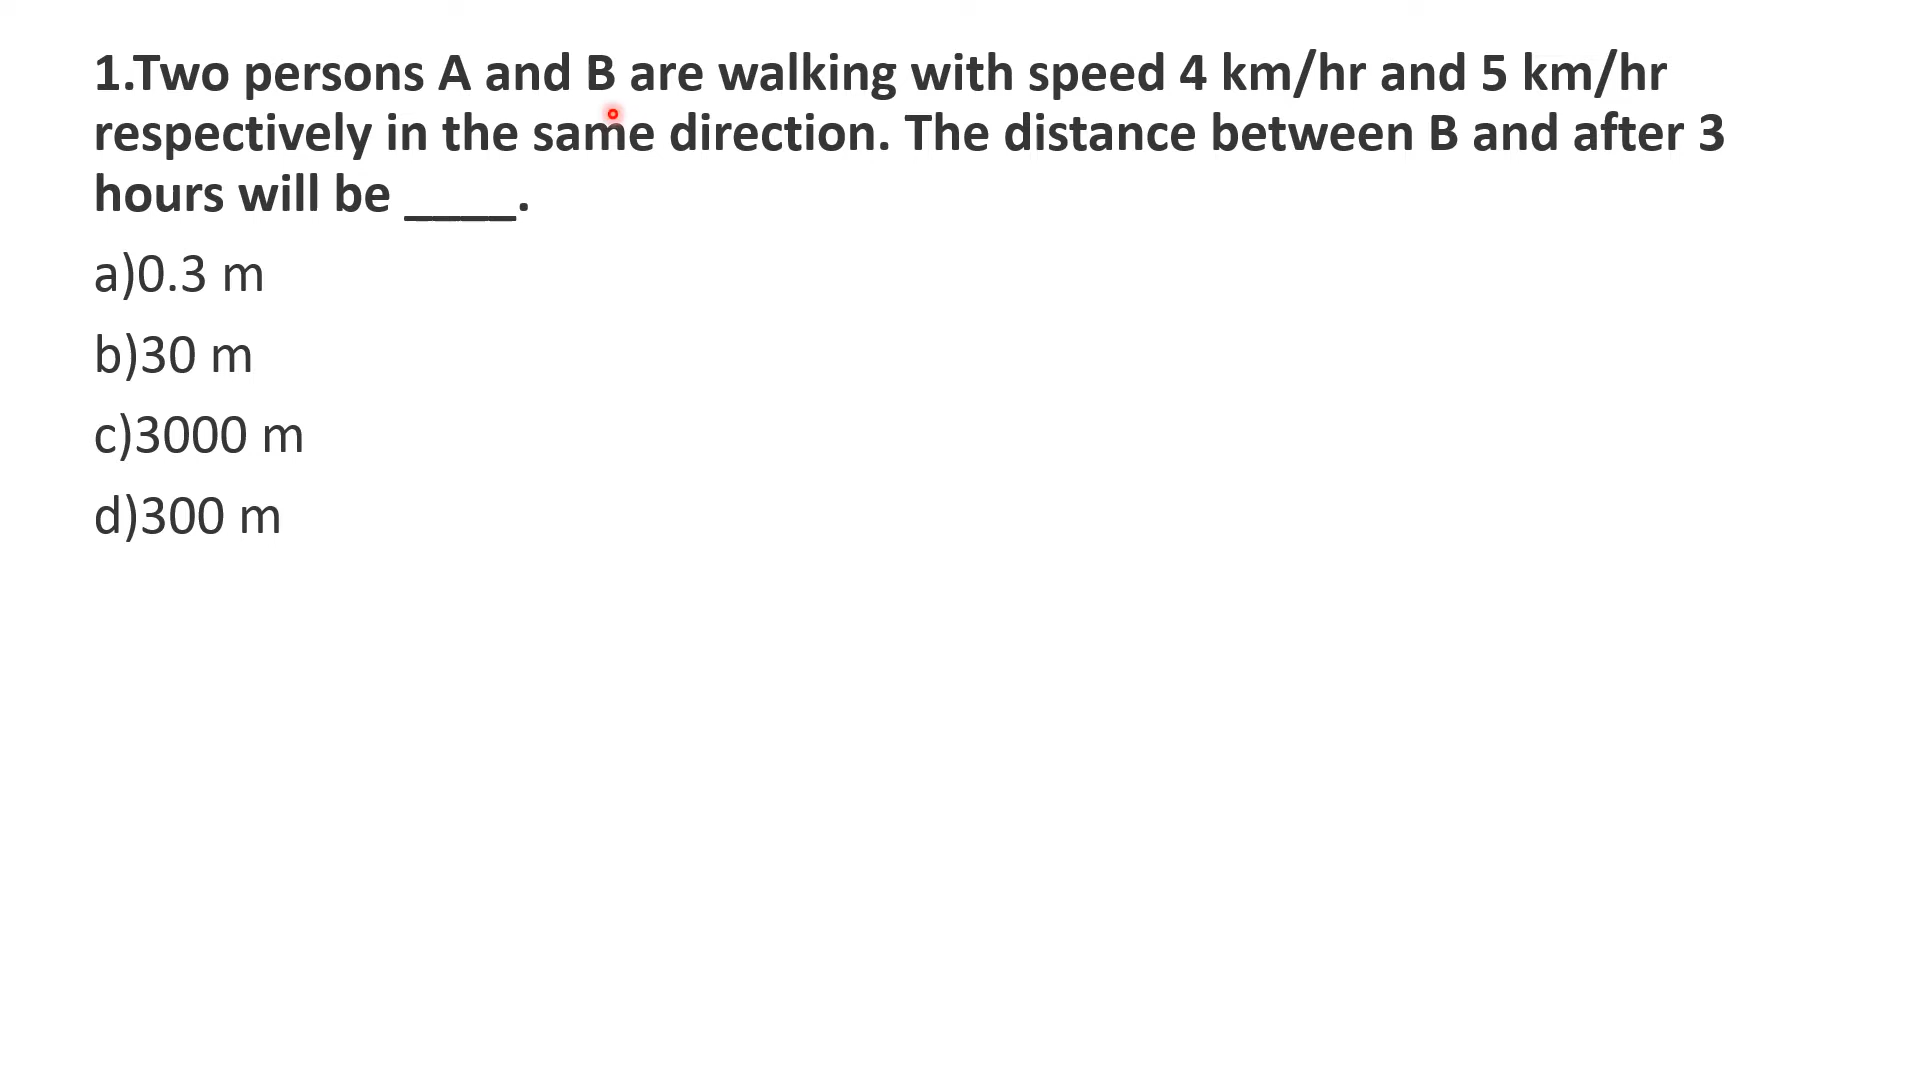 1.Two persons A and B are walking with speed 4 km/hr and 5 km/hr
respectively in the same direction. The distance between B and after 3
hours will be ____.
a)0.3 m
b)30 m
c)3000 m
d)300 m